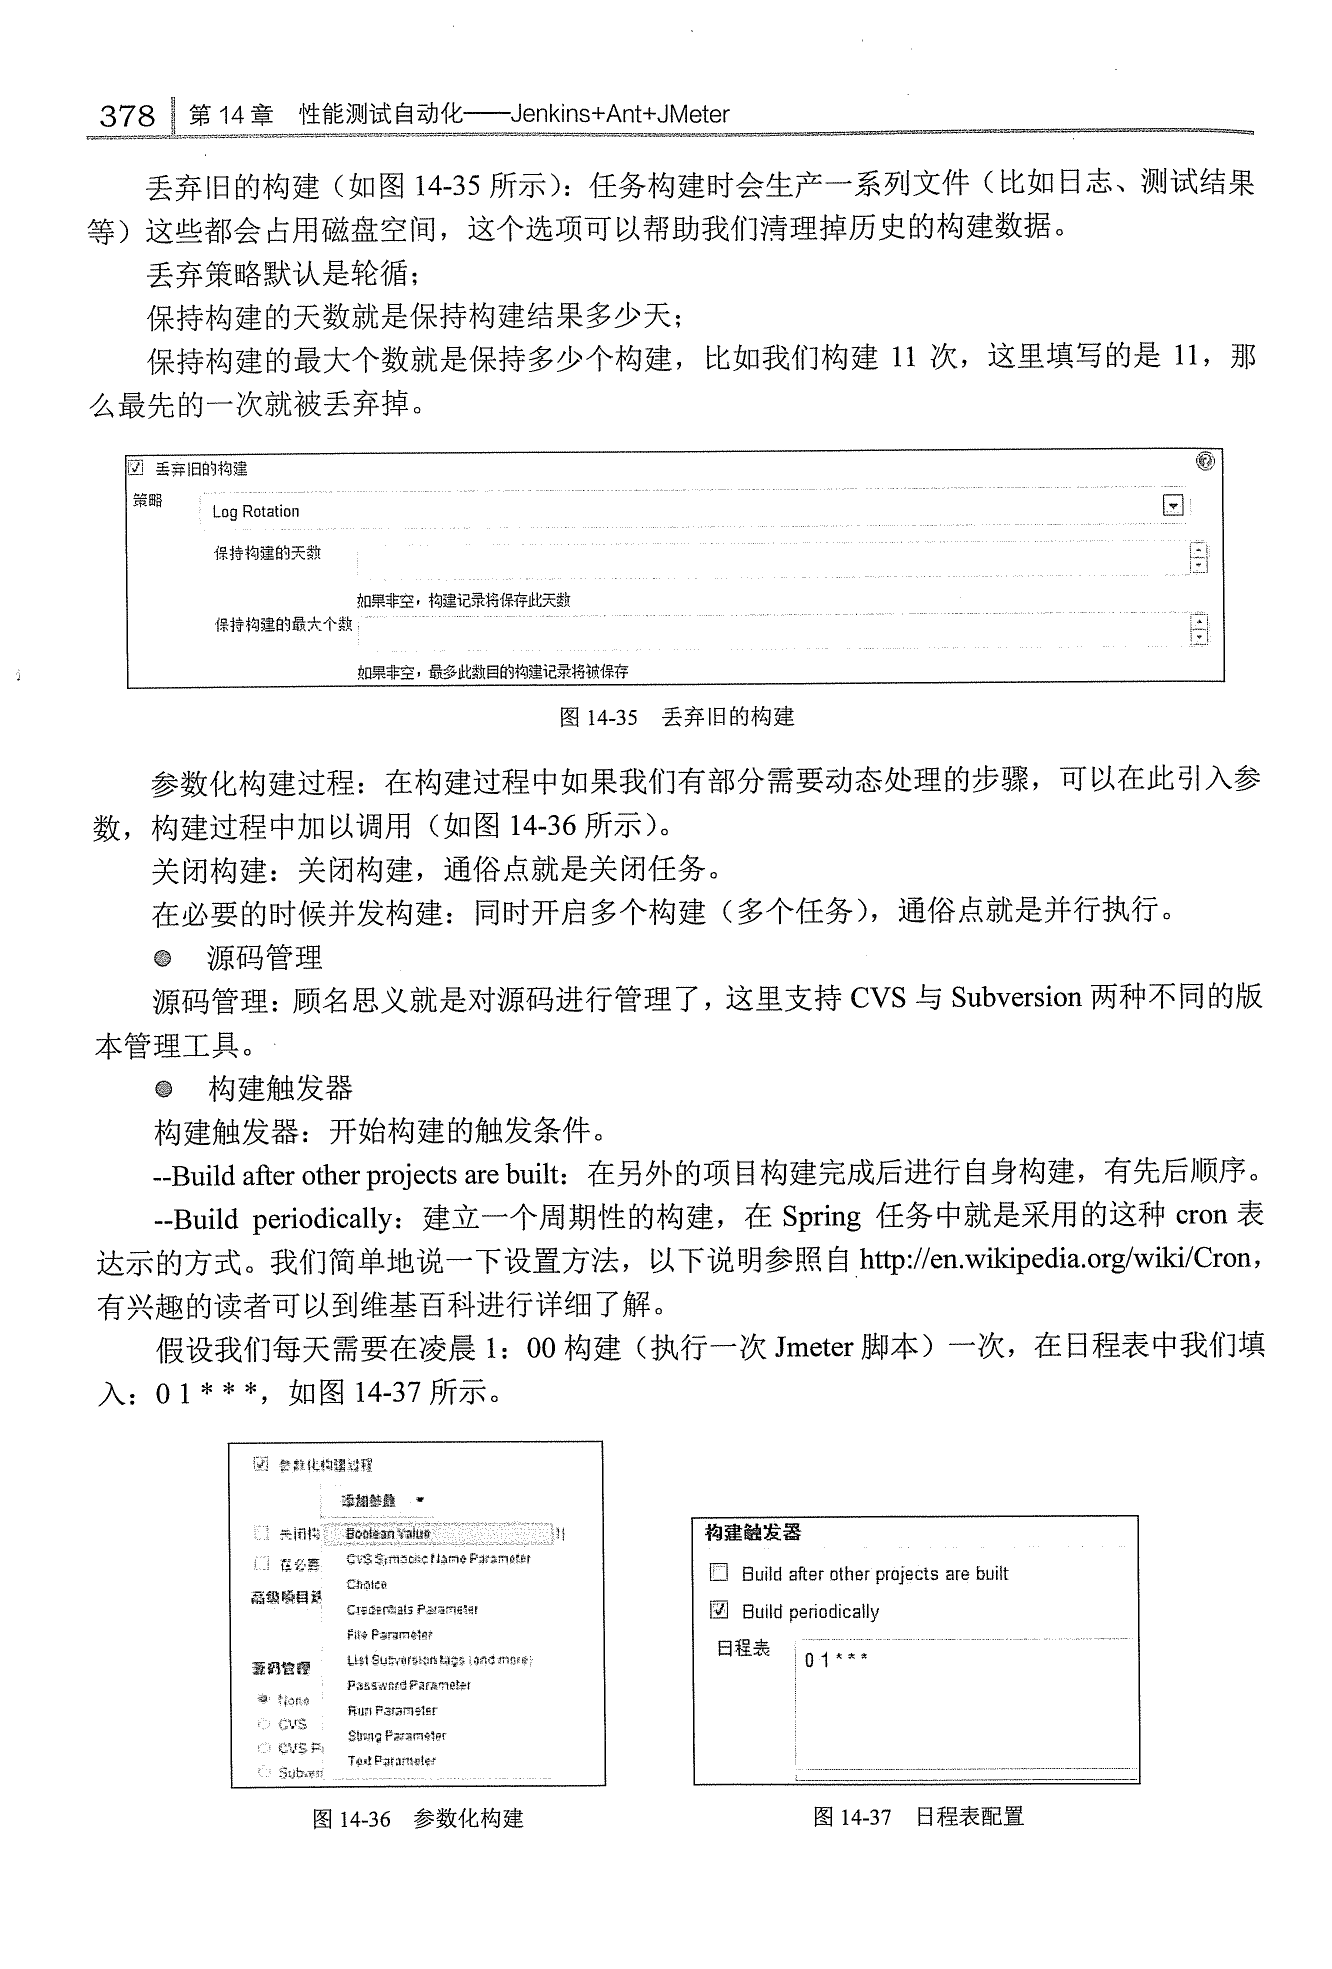 378 第 14 章 性能测试自动化——Jenkins+Ant+JMeter
丢弃旧的构建（如图 14-35 所示）：任务构建时会生产一系列文件（比如日志、测试结果
等）这些都会占用磁盘空间，这个选项可以帮助我们清理掉历史的构建数据。
丢弃策略默认是轮循；
保持构建的天数就是保持构建结果多少天；
保持构建的最大个数就是保持多少个构建，比如我们构建 11 次，这里填写的是 11，那
么最先的一次就被丢弃掉。
丢弃旧的构建
策略
Log Rotation
保持构建的天数
如果非空，构建记录将保存此天数
保持构建的最大个数
如果非空，最多此数目的构建记录将被保存
图 14-35 丢弃旧的构建
参数化构建过程：在构建过程中如果我们有部分需要动态处理的步骤，可以在此引入参
数，构建过程中加以调用（如图 14-36 所示）。
关闭构建：关闭构建，通俗点就是关闭任务。
在必要的时候并发构建：同时开启多个构建（多个任务），通俗点就是并行执行。
● 源码管理
源码管理：顾名思义就是对源码进行管理了，这里支持 CVS 与 Subversion 两种不同的版
本管理工具。
● 构建触发器
构建触发器：开始构建的触发条件。
--Build after other projects are built：在另外的项目构建完成后进行自身构建，有先后顺序。
--Build periodically：建立一个周期性的构建，在 Spring 任务中就是采用的这种 cron 表
达示的方式。我们简单地说一下设置方法，以下说明参照自 http://en.wikipedia.org/wiki/Cron，
有兴趣的读者可以到维基百科进行详细了解。
假设我们每天需要在凌晨 1：00 构建（执行一次 Jmeter 脚本）一次，在日程表中我们填
入：0 1 * * *，如图 14-37 所示。
参数化构建过程
添加参数
关闭构
Boolean Value
在必要
CVS Symbolic Name Parameter
Choice
高级项目选
Credentials Parameter
File Parameter
List Subversion tags (and more)
源码管理
Password Parameter
None
Run Parameter
CVS
String Parameter
CVS P
Text Parameter
Subver
图 14-36 参数化构建
构建触发器
Build after other projects are built
Build periodically
日程表
0 1 * * *
图 14-37 日程表配置